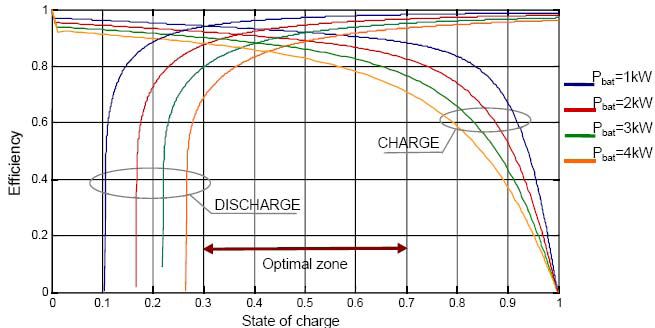 1
0.8
0.6
0.4
0.2
0
Efficiency
CHARGE
DISCHARGE
Optimal zone
0 0.1 0.2 0.3 0.4 0.5 0.6 0.7 0.8 0.9 1
State of charge
Pbat=1kW
Pbat=2kW
Pbat=3kW
Pbat=4kW